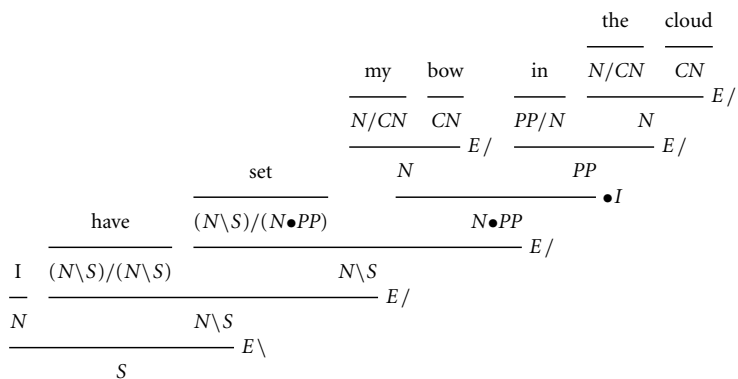 the cloud
my bow in N/CN CN E/
N/CN CN E/ PP/N N E/
set N PP •I
have (N\S)/(N●PP) N●PP E/
I (N\S)/(N\S) N\S E/
N N\S E\
S